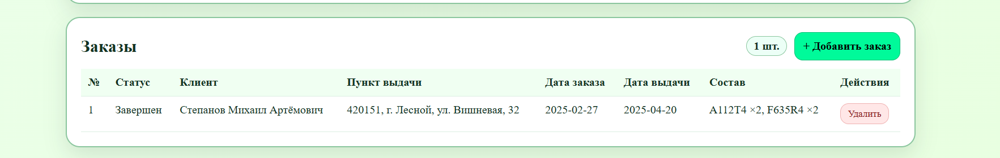 Заказы
1 шт.
+ Добавить заказ
№ Статус Клиент Пункт выдачи Дата заказа Дата выдачи Состав Действия
1 Завершен Степанов Михаил Артёмович 420151, г. Лесной, ул. Вишневая, 32 2025-02-27 2025-04-20 A112T4 ×2, F635R4 ×2 Удалить